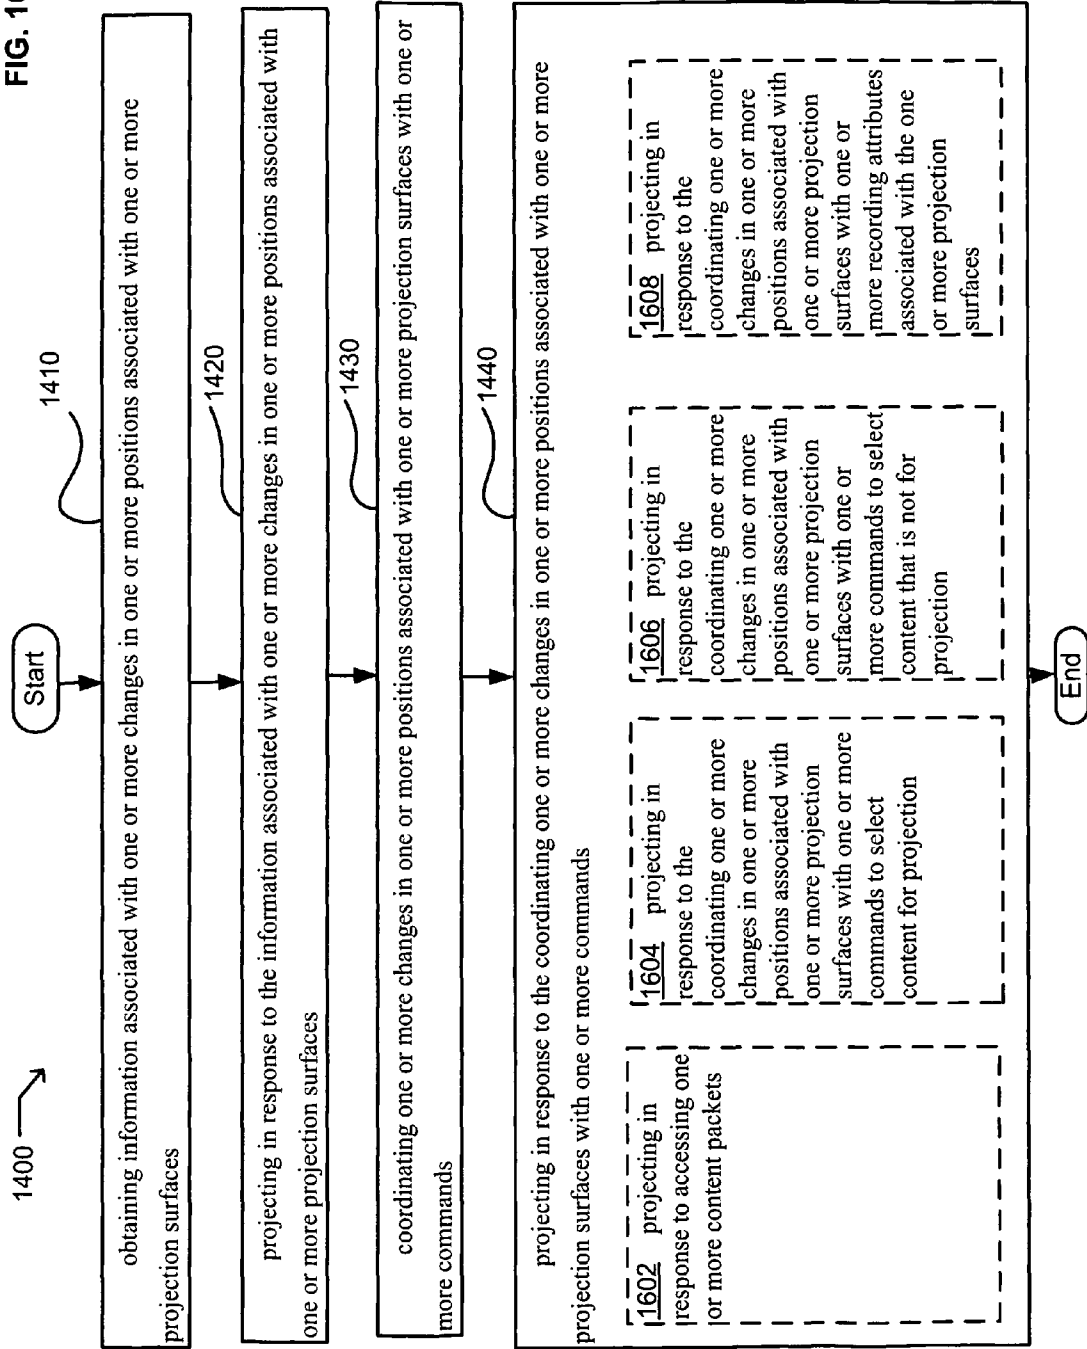 FIG. 16
1400
Start
1410
obtaining information associated with one or more changes in one or more positions associated with one or more
projection surfaces
1420
projecting in response to the information associated with one or more changes in one or more positions associated with
one or more projection surfaces
1430
coordinating one or more changes in one or more positions associated with one or more projection surfaces with one or
more commands
1440
projecting in response to the coordinating one or more changes in one or more positions associated with one or more
projection surfaces with one or more commands
1602 projecting in
response to accessing one
or more content packets
1604 projecting in
response to the
coordinating one or more
changes in one or more
positions associated with
one or more projection
surfaces with one or more
commands to select
content for projection
1606 projecting in
response to the
coordinating one or more
changes in one or more
positions associated with
one or more projection
surfaces with one or
more commands to select
content that is not for
projection
1608 projecting in
response to the
coordinating one or more
changes in one or more
positions associated with
one or more projection
surfaces with one or
more recording attributes
associated with the one
or more projection
surfaces
End